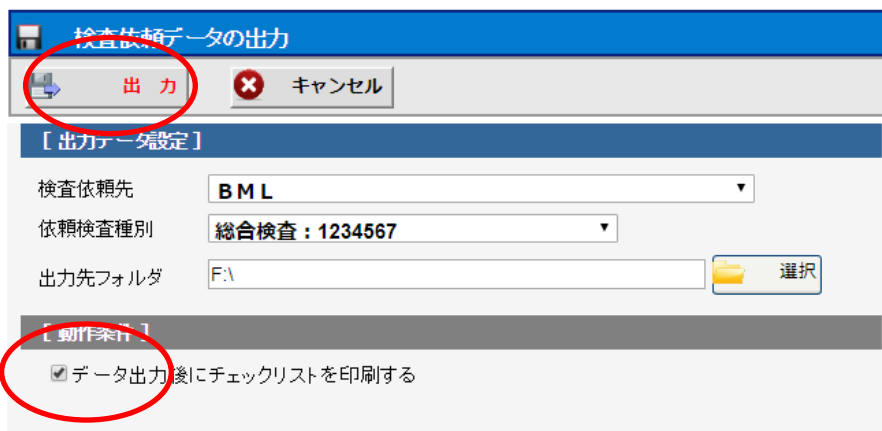 検査依頼データの出力
出 力 キャンセル
[ 出力データ設定 ]
検査依頼先 ＢＭＬ
依頼検査種別 総合検査：1234567
出力先フォルダ F:\ 選択
[ 動作条件 ]
データ出力後にチェックリストを印刷する